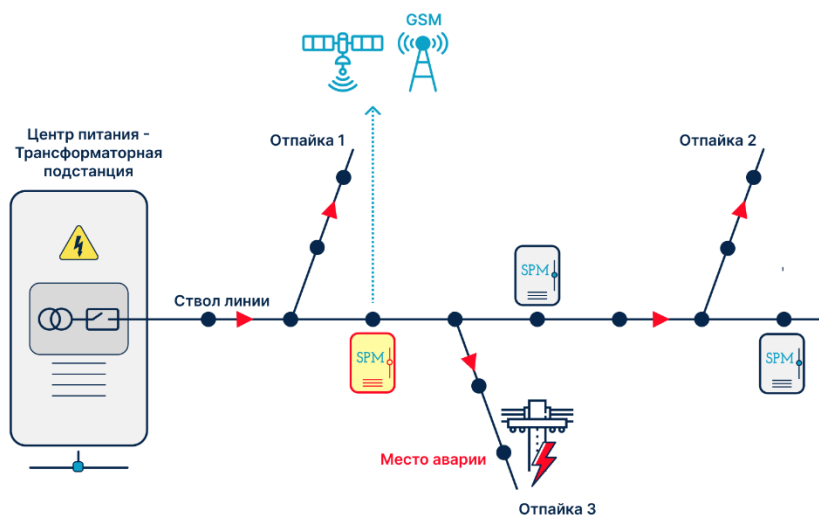 GSM
Центр питания -
Трансформаторная
подстанция
Отпайка 1
Отпайка 2
Ствол линии
SPM
SPM
SPM
Место аварии
Отпайка 3